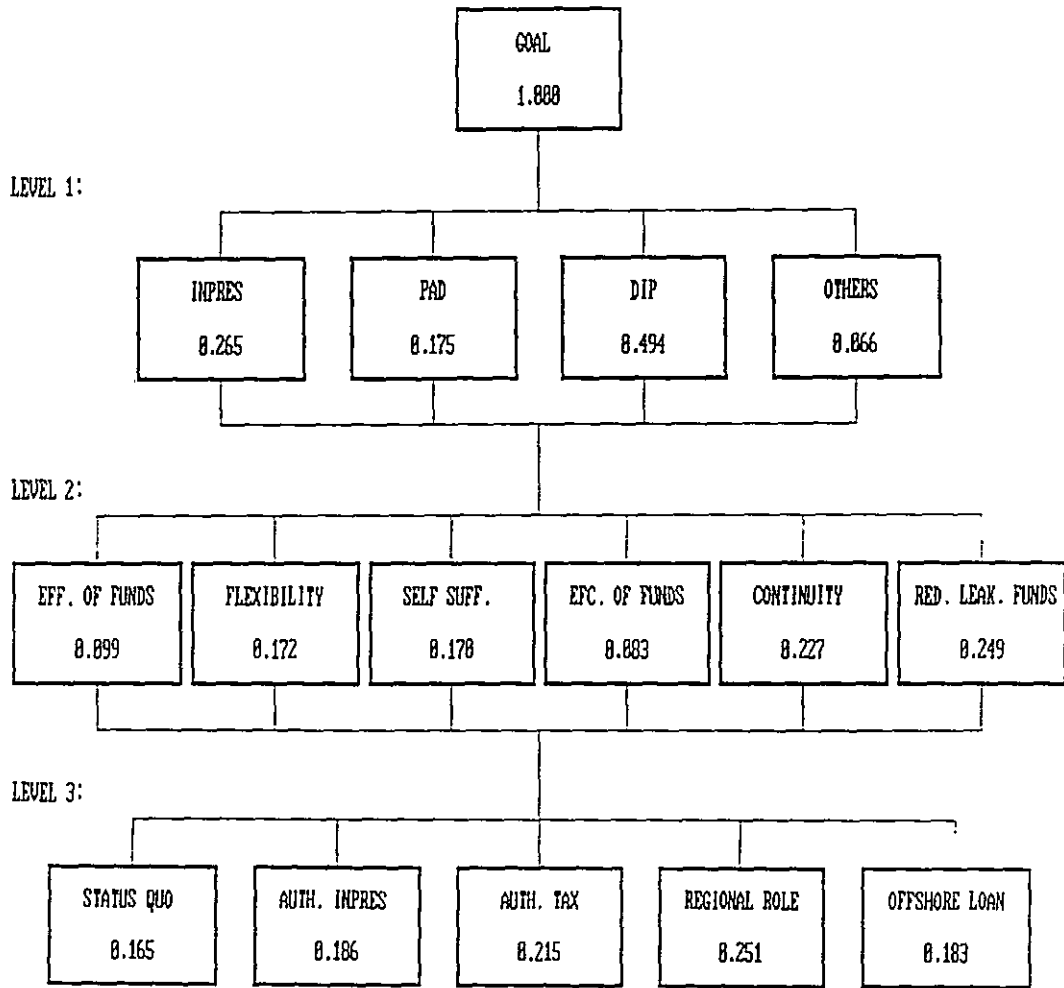 GOAL
1.000
LEVEL 1:
INPRES PAD DIP OTHERS
0.265 0.175 0.494 0.066
LEVEL 2:
EFF. OF FUNDS FLEXIBILITY SELF SUFF. EFC. OF FUNDS CONTINUITY RED. LEAK. FUNDS
0.099 0.172 0.170 0.083 0.227 0.249
LEVEL 3:
STATUS QUO AUTH. INPRES AUTH. TAX REGIONAL ROLE OFFSHORE LOAN
0.165 0.186 0.215 0.251 0.183